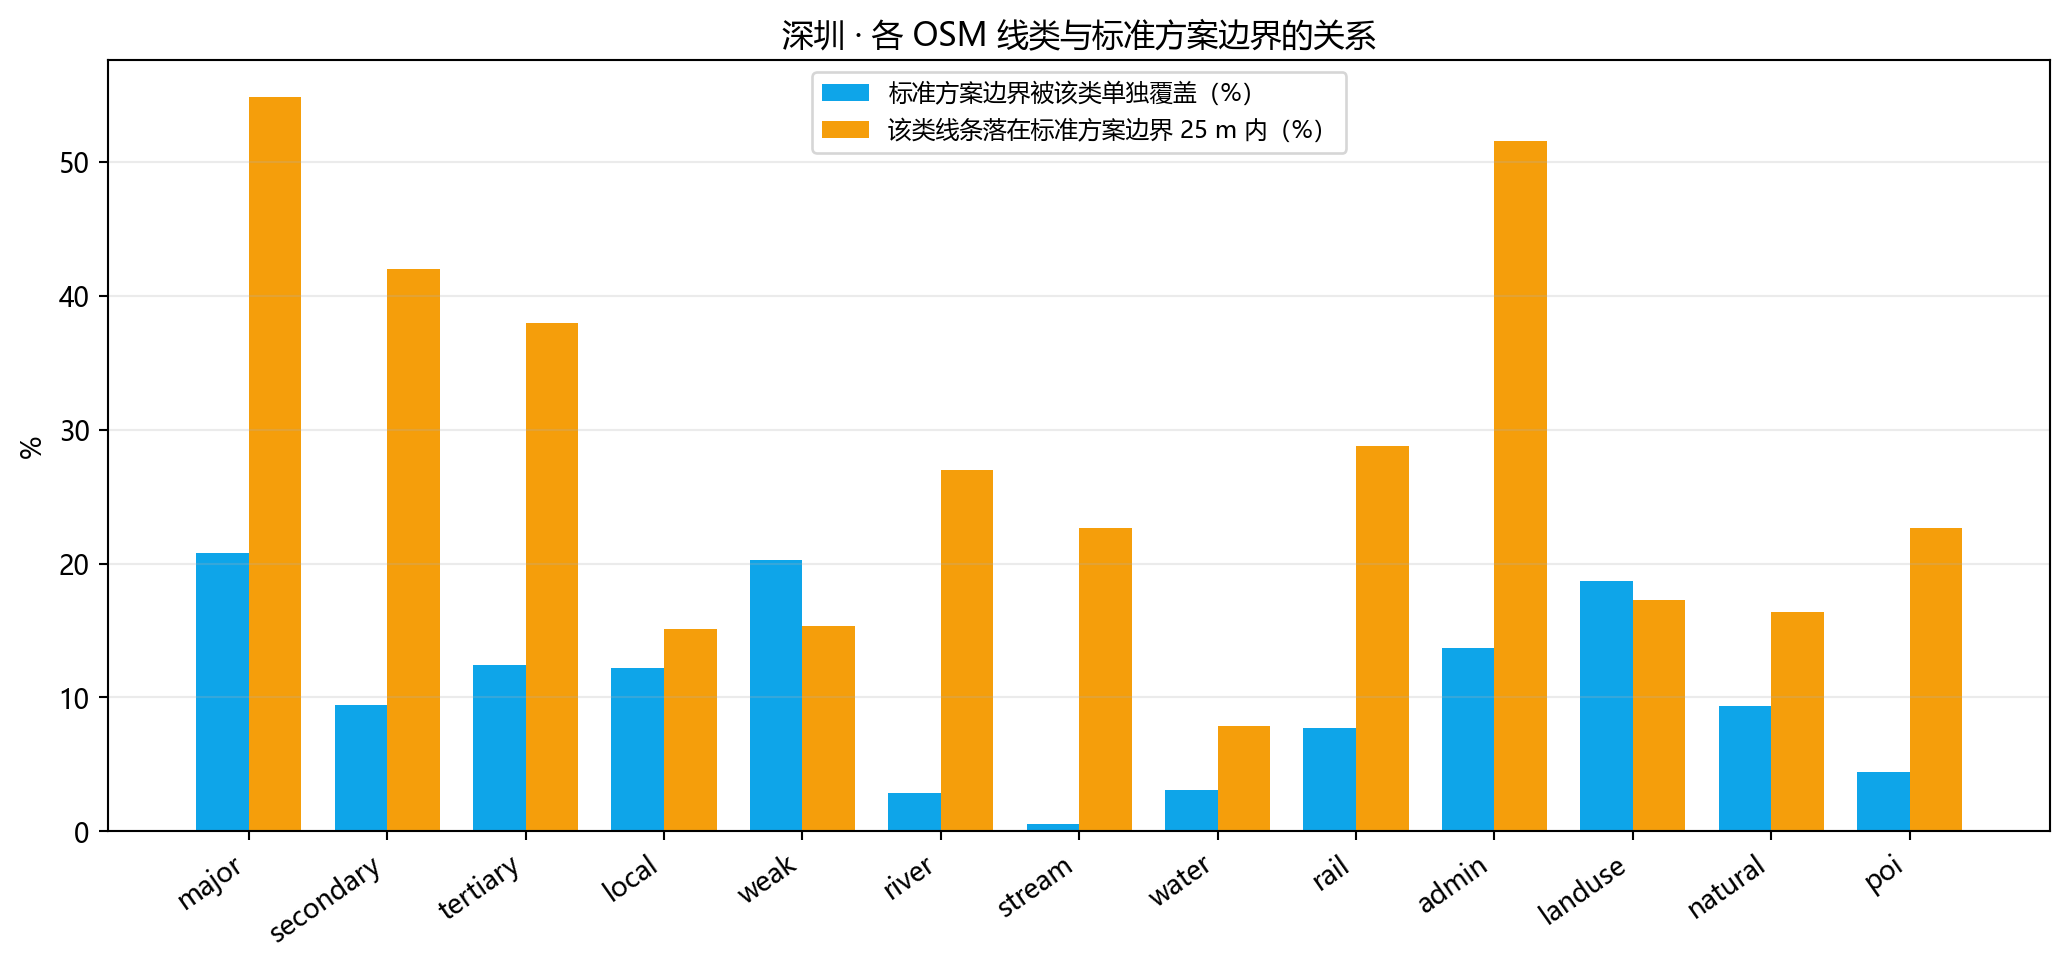 深圳 · 各 OSM 线类与标准方案边界的关系
标准方案边界被该类单独覆盖（%）
该类线条落在标准方案边界 25 m 内（%）
50
40
30
20
10
0
%
major
secondary
tertiary
local
weak
river
stream
water
rail
admin
landuse
natural
poi